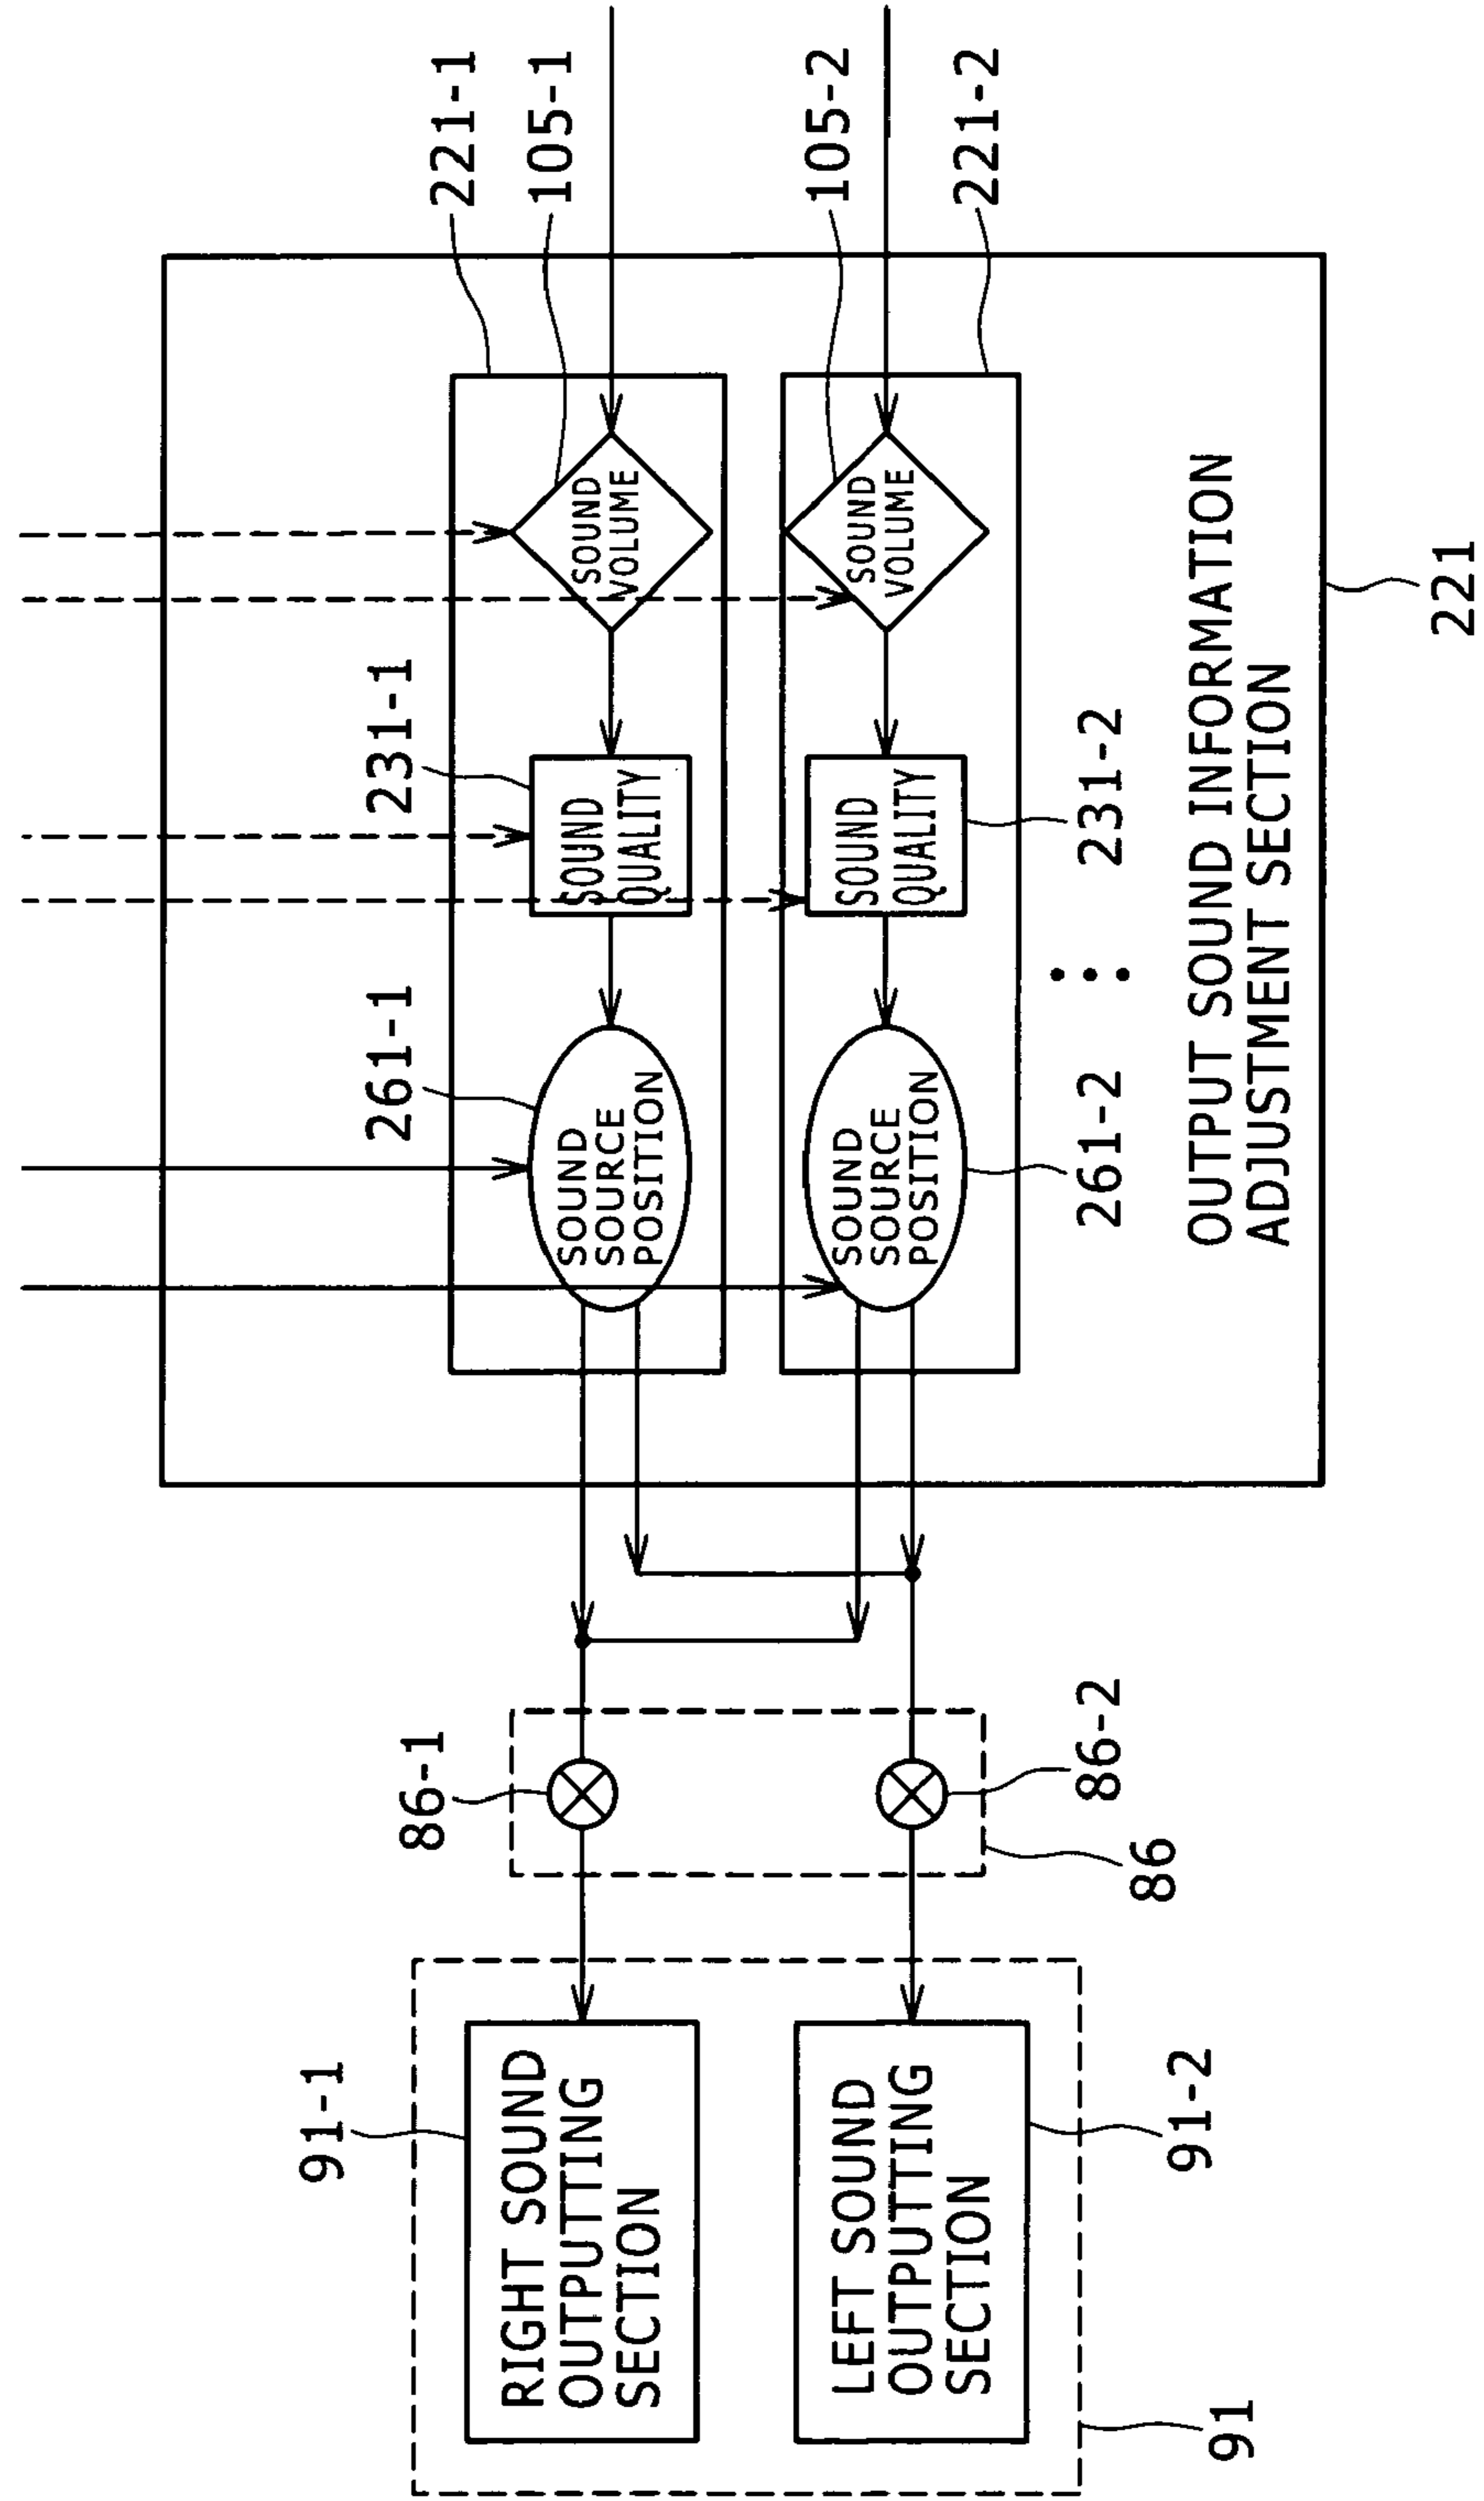 91-1
RIGHT SOUND
OUTPUTTING
SECTION
LEFT SOUND
OUTPUTTING
SECTION
91-2
91
86-1
86-2
86
261-1
SOUND
SOURCE
POSITION
SOUND
SOURCE
POSITION
261-2
231-1
SOUND
QUALITY
SOUND
QUALITY
231-2
SOUND
VOLUME
SOUND
VOLUME
221-1
105-1
105-2
221-2
OUTPUT SOUND INFORMATION
ADJUSTMENT SECTION
221